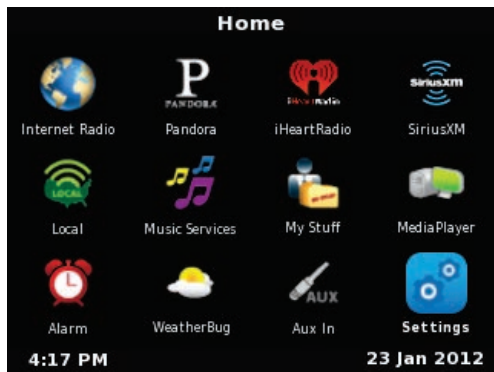 Home
P
PANDORA
iHeartRadio
SiriusXM
Internet Radio Pandora iHeartRadio SiriusXM
LOCAL
Local Music Services My Stuff MediaPlayer
AUX
Alarm WeatherBug Aux In Settings
4:17 PM 23 Jan 2012